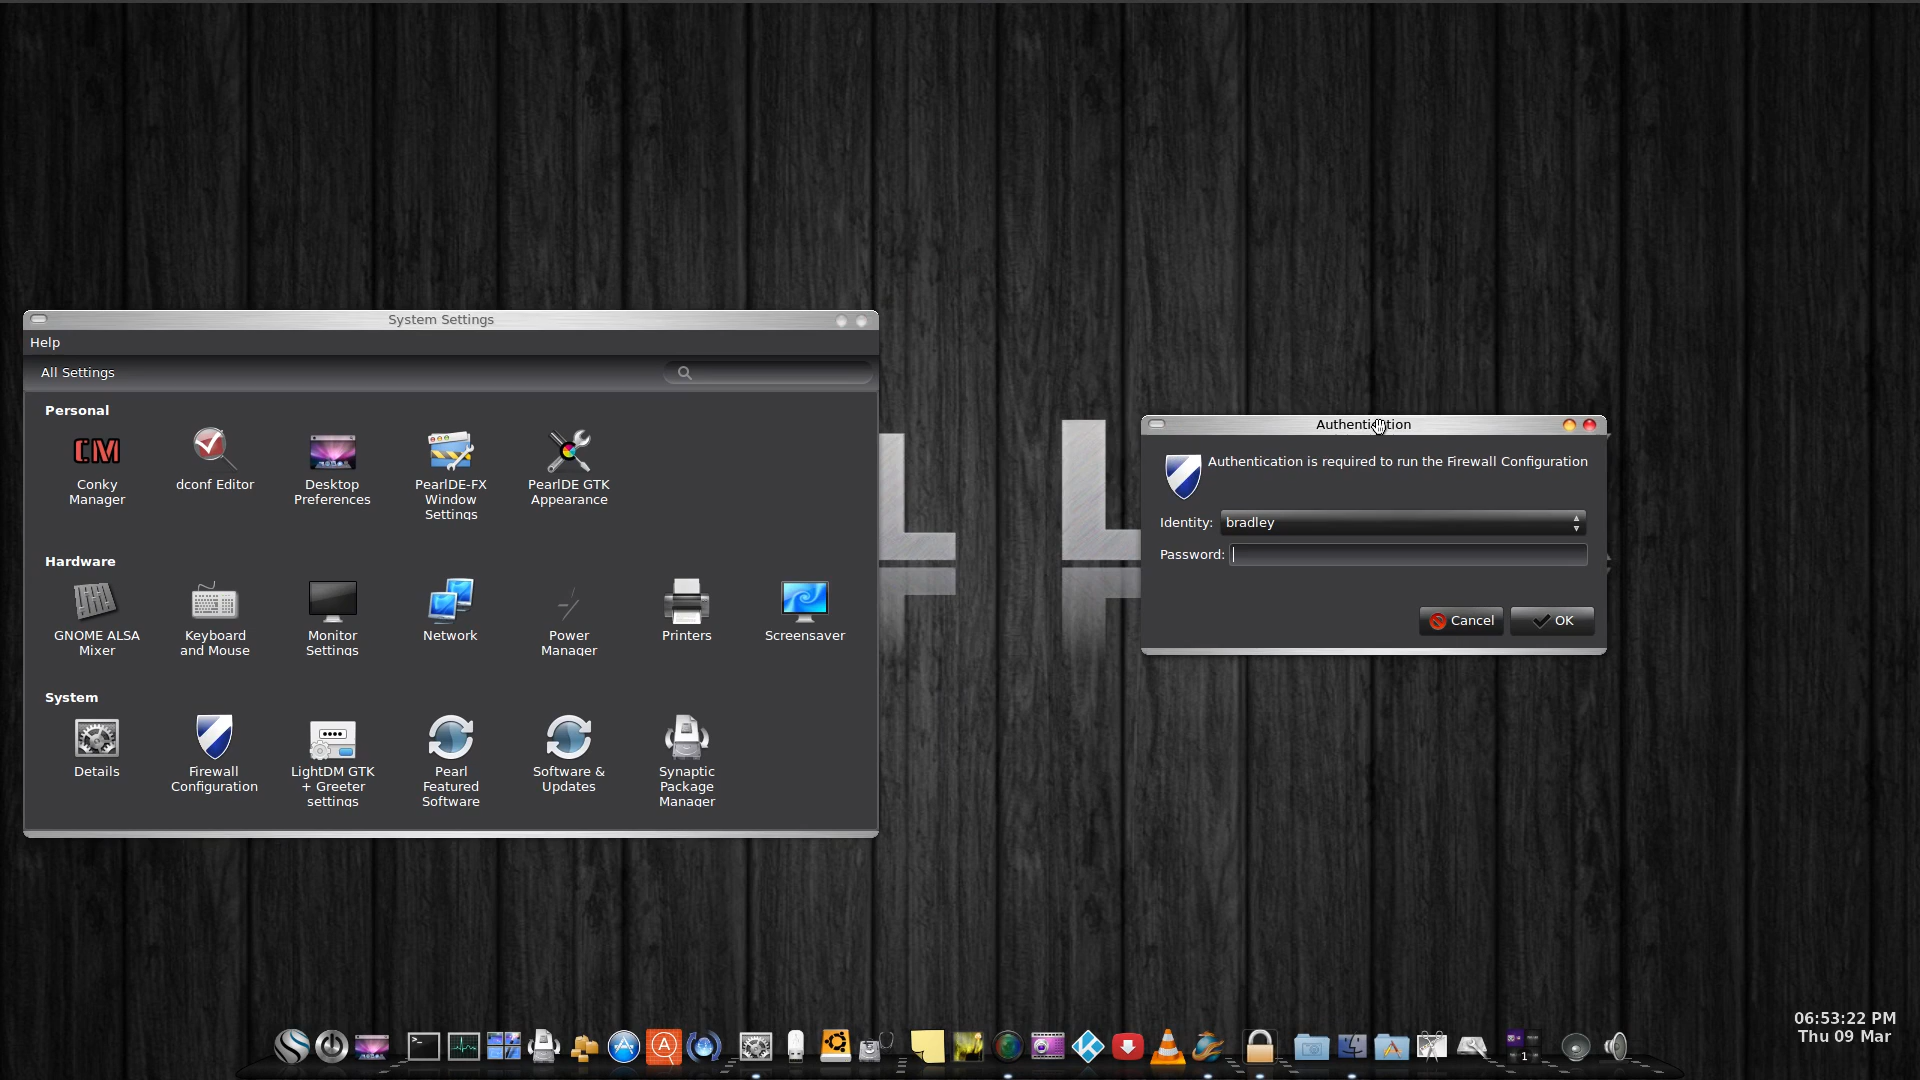 System Settings
Help
All Settings
Personal
Conky
Manager
dconf Editor
Desktop
Preferences
PearlDE-FX
Window
Settings
PearlDE GTK
Appearance
Hardware
GNOME ALSA
Mixer
Keyboard
and Mouse
Monitor
Settings
Network
Power
Manager
Printers
Screensaver
System
Details
Firewall
Configuration
LightDM GTK
+ Greeter
settings
Pearl
Featured
Software
Software &
Updates
Synaptic
Package
Manager
Authentication
Authentication is required to run the Firewall Configuration
Identity: bradley
Password:
Cancel
OK
1
06:53:22 PM
Thu 09 Mar